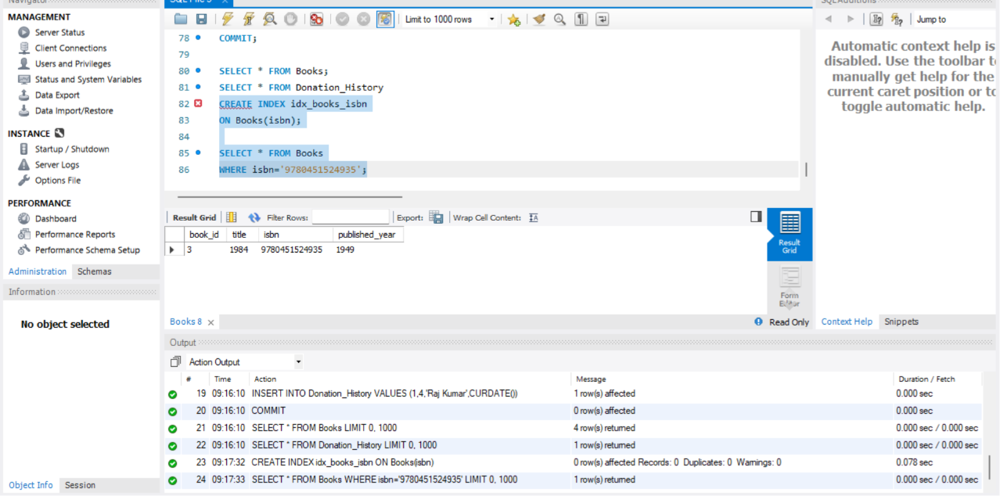 Navigator
MANAGEMENT
Server Status
Client Connections
Users and Privileges
Status and System Variables
Data Export
Data Import/Restore
INSTANCE
Startup / Shutdown
Server Logs
Options File
PERFORMANCE
Dashboard
Performance Reports
Performance Schema Setup
Administration Schemas
Information
No object selected
Object Info Session
Limit to 1000 rows
78 COMMIT;
79
80 SELECT * FROM Books;
81 SELECT * FROM Donation_History
82 CREATE INDEX idx_books_isbn
83 ON Books(isbn);
84
85 SELECT * FROM Books
86 WHERE isbn='9780451524935';
Result Grid Filter Rows: Export: Wrap Cell Content:
book_id title isbn published_year
3 1984 9780451524935 1949
Result
Grid
Form
Editor
Books 8 Read Only
Output
Action Output
# Time Action Message Duration / Fetch
19 09:16:10 INSERT INTO Donation_History VALUES (1,4,'Raj Kumar',CURDATE()) 1 row(s) affected 0.000 sec
20 09:16:10 COMMIT 0 row(s) affected 0.000 sec
21 09:16:10 SELECT * FROM Books LIMIT 0, 1000 4 row(s) returned 0.000 sec / 0.000 sec
22 09:16:10 SELECT * FROM Donation_History LIMIT 0, 1000 1 row(s) returned 0.000 sec / 0.000 sec
23 09:17:32 CREATE INDEX idx_books_isbn ON Books(isbn) 0 row(s) affected Records: 0 Duplicates: 0 Warnings: 0 0.078 sec
24 09:17:33 SELECT * FROM Books WHERE isbn='9780451524935' LIMIT 0, 1000 1 row(s) returned 0.000 sec / 0.000 sec
SQLAdditions
Jump to
Automatic context help is
disabled. Use the toolbar
manually get help for the
current caret position or
toggle automatic help.
Context Help Snippets